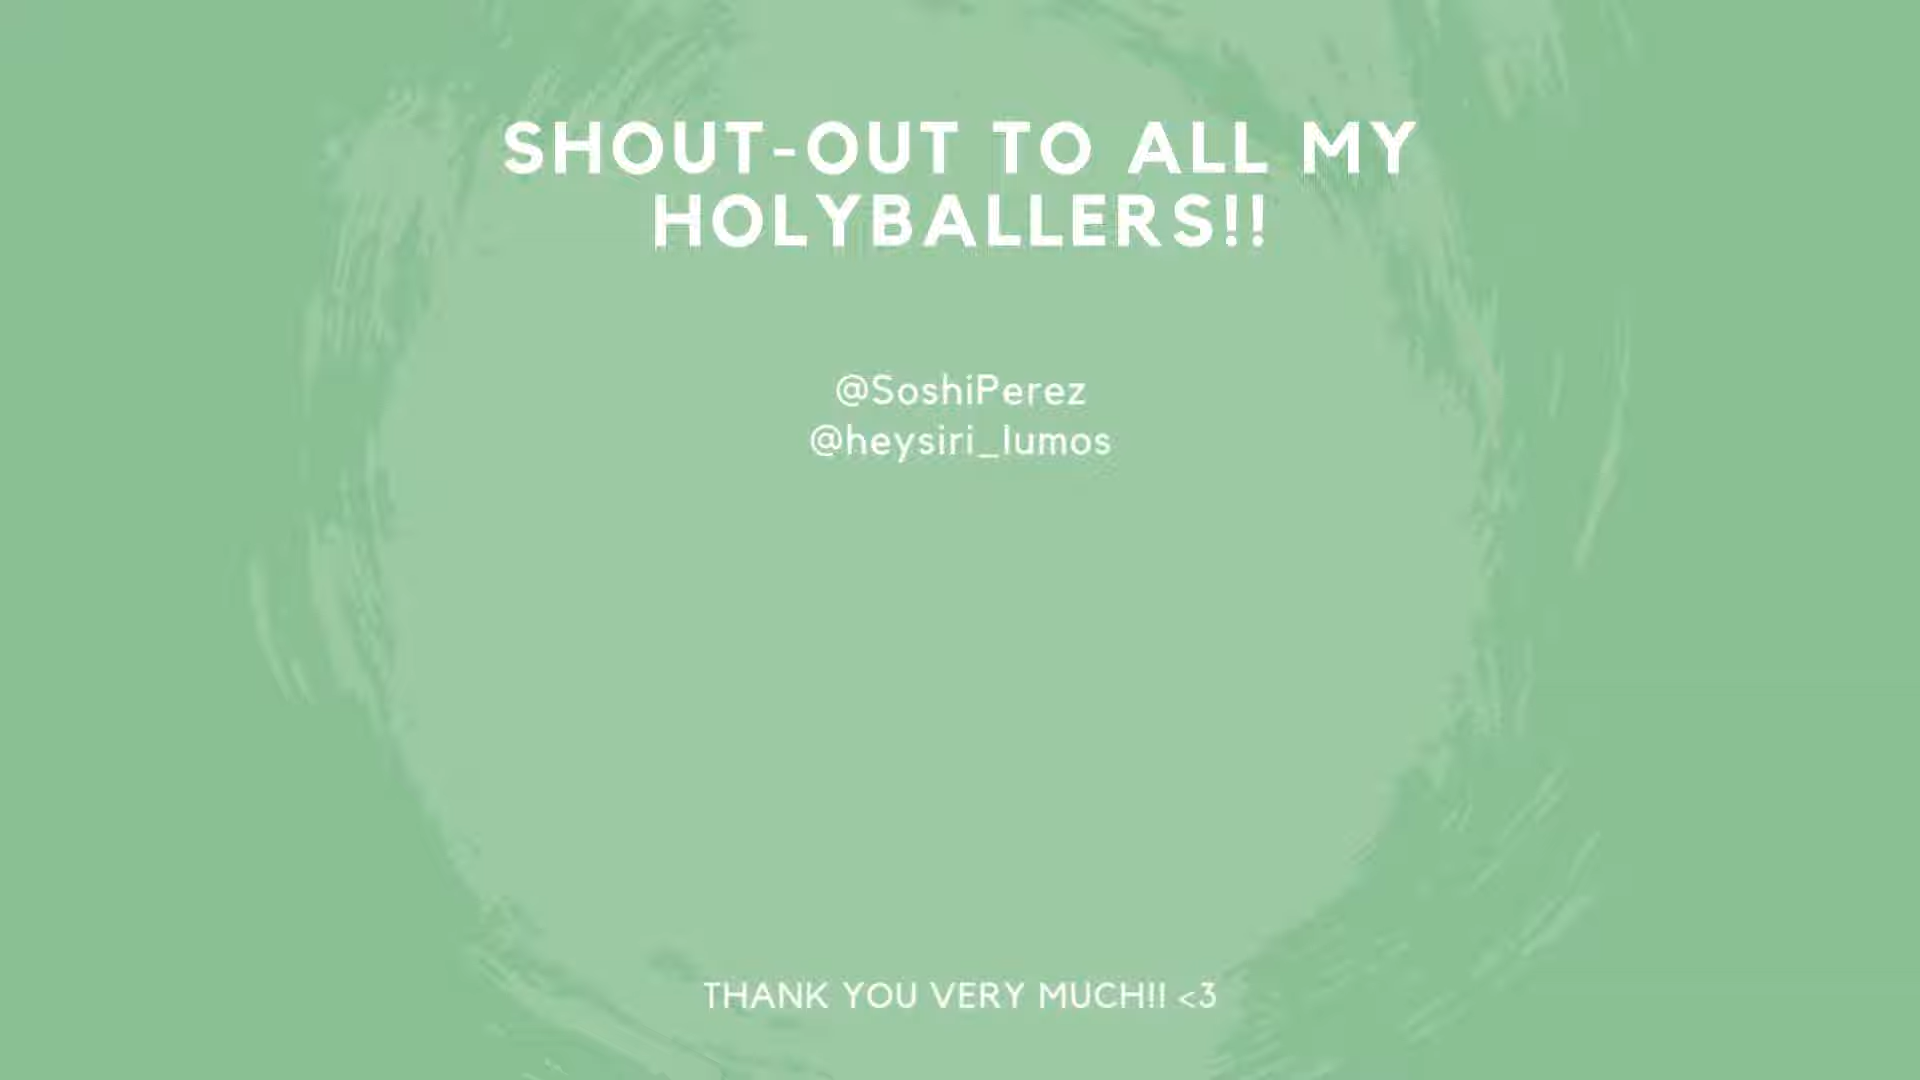 SHOUT-OUT TO ALL MY
HOLYBALLERS!!
@SoshiPerez
@heysiri_lumos
THANK YOU VERY MUCH!! <3